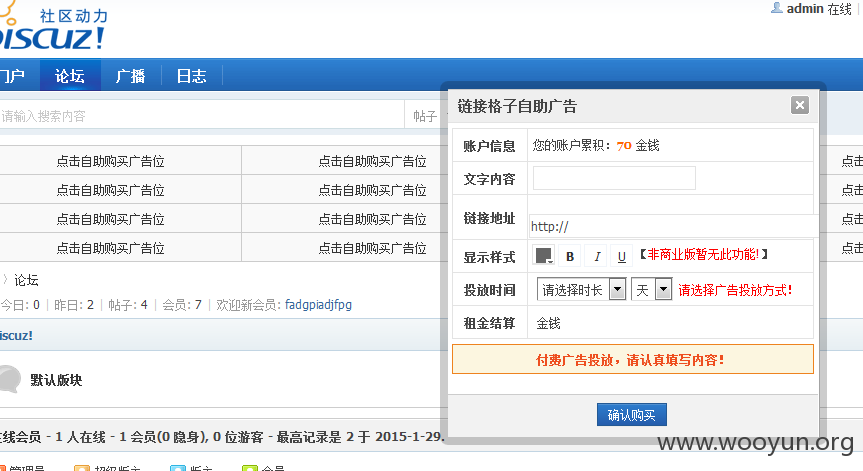 社区动力
DISCUZ!
admin 在线
门户 论坛 广播 日志
请输入搜索内容 帖子
点击自助购买广告位 点击自助购买广告位 点击
点击自助购买广告位 点击自助购买广告位 点击
点击自助购买广告位 点击自助购买广告位 点击
点击自助购买广告位 点击自助购买广告位 点击
链接格子自助广告
账户信息 您的账户累积：70 金钱
文字内容
链接地址 http://
显示样式 B I U 【非商业版暂无此功能!】
投放时间 请选择时长 天 请选择广告投放方式!
租金结算 金钱
付费广告投放，请认真填写内容!
确认购买
› 论坛
今日: 0 | 昨日: 2 | 帖子: 4 | 会员: 7 | 欢迎新会员: fadgpiadjfpg
iscuz!
默认版块
在线会员 - 1 人在线 - 1 会员(0 隐身), 0 位游客 - 最高记录是 2 于 2015-1-29.
管理员 超级版主 版主 会员
www.wooyun.org